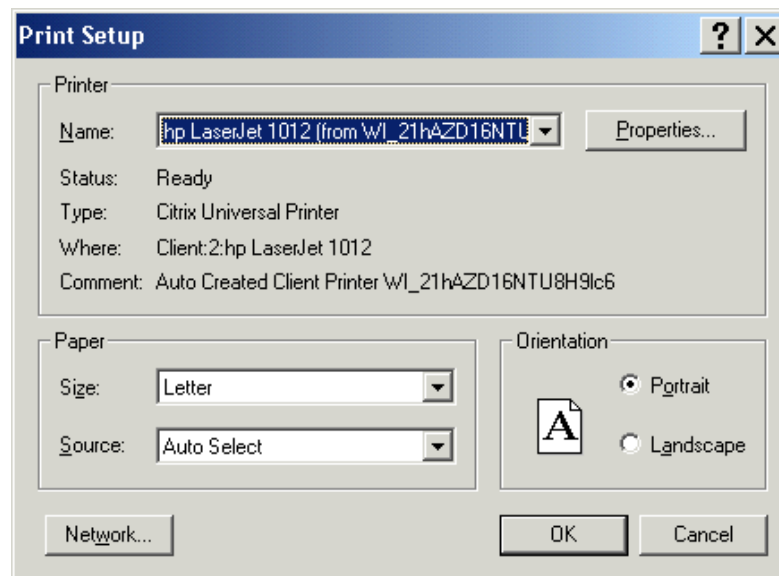 Print Setup
? X
Printer
Name: hp LaserJet 1012 (from WI_21hAZD16NTU Properties...
Status: Ready
Type: Citrix Universal Printer
Where: Client:2:hp LaserJet 1012
Comment: Auto Created Client Printer WI_21hAZD16NTU8H9lc6
Paper
Size: Letter
Source: Auto Select
Orientation
A
Portrait
Landscape
Network... OK Cancel